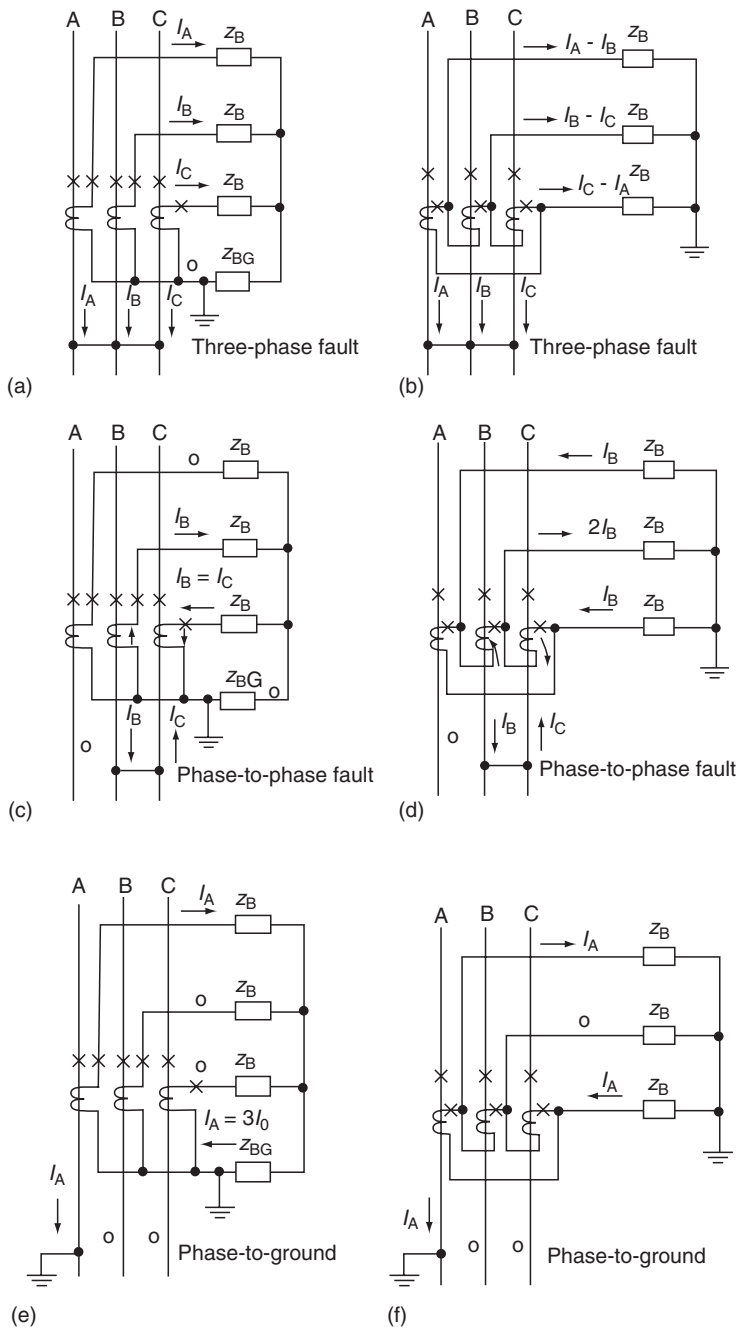 A B C
I_A z_B
I_B z_B
I_C z_B
o z_BG
I_A I_B I_C
Three-phase fault
(a)
A B C
I_A - I_B z_B
I_B - I_C z_B
I_C - I_A z_B
I_A I_B I_C
Three-phase fault
(b)
A B C
o z_B
I_B z_B
I_B = I_C
z_B
z_BG o
I_B I_C
o
Phase-to-phase fault
(c)
A B C
I_B z_B
2I_B z_B
I_B z_B
o I_B I_C
Phase-to-phase fault
(d)
A B C
I_A z_B
o z_B
o z_B
I_A = 3I_0
z_BG
I_A
o o
Phase-to-ground
(e)
A B C
I_A z_B
o z_B
I_A z_B
I_A
o o
Phase-to-ground
(f)